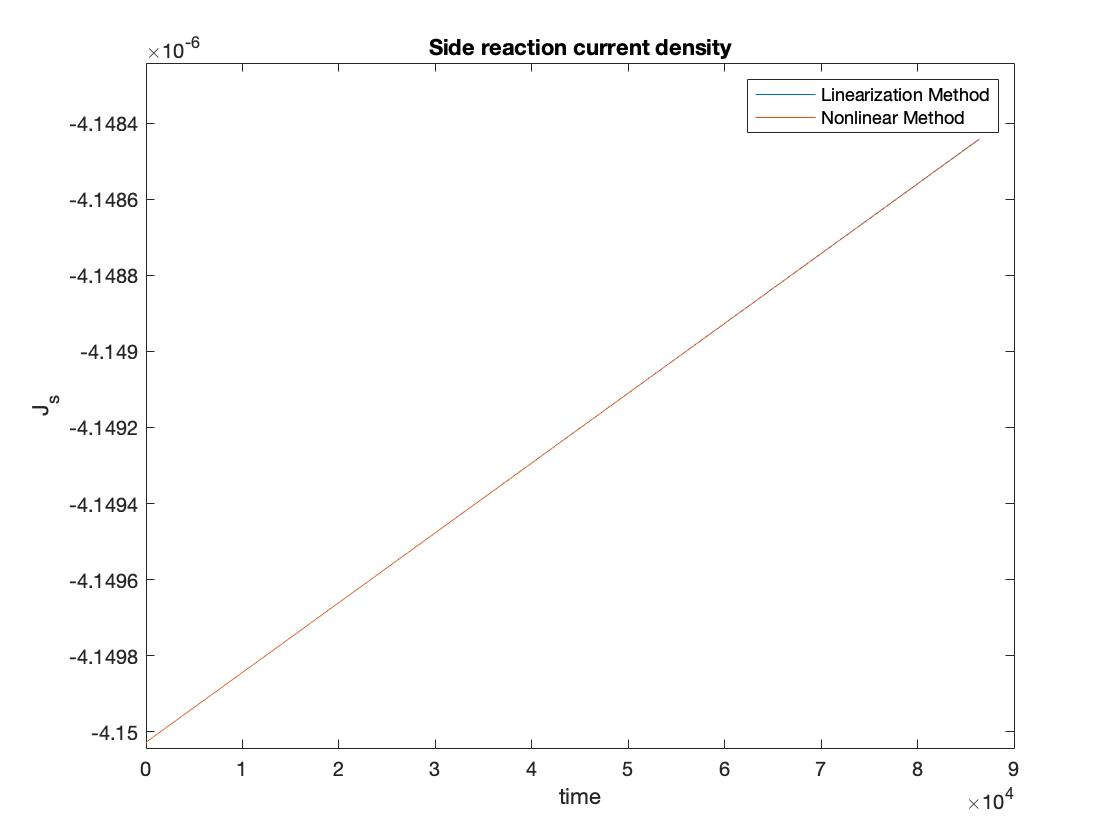 Side reaction current density
×10⁻⁶
Linearization Method
Nonlinear Method
-4.1484
-4.1486
-4.1488
-4.149
-4.1492
-4.1494
-4.1496
-4.1498
-4.15
Jₛ
0 1 2 3 4 5 6 7 8 9
time
×10⁴